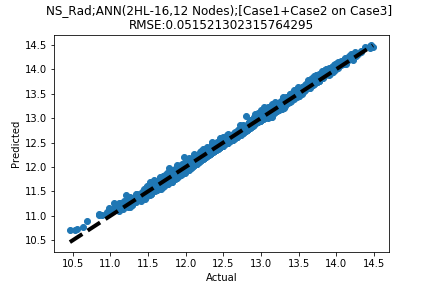 NS_Rad;ANN(2HL-16,12 Nodes);[Case1+Case2 on Case3]
RMSE:0.051521302315764295
14.5
14.0
13.5
13.0
12.5
12.0
11.5
11.0
10.5
Predicted
10.5 11.0 11.5 12.0 12.5 13.0 13.5 14.0 14.5
Actual